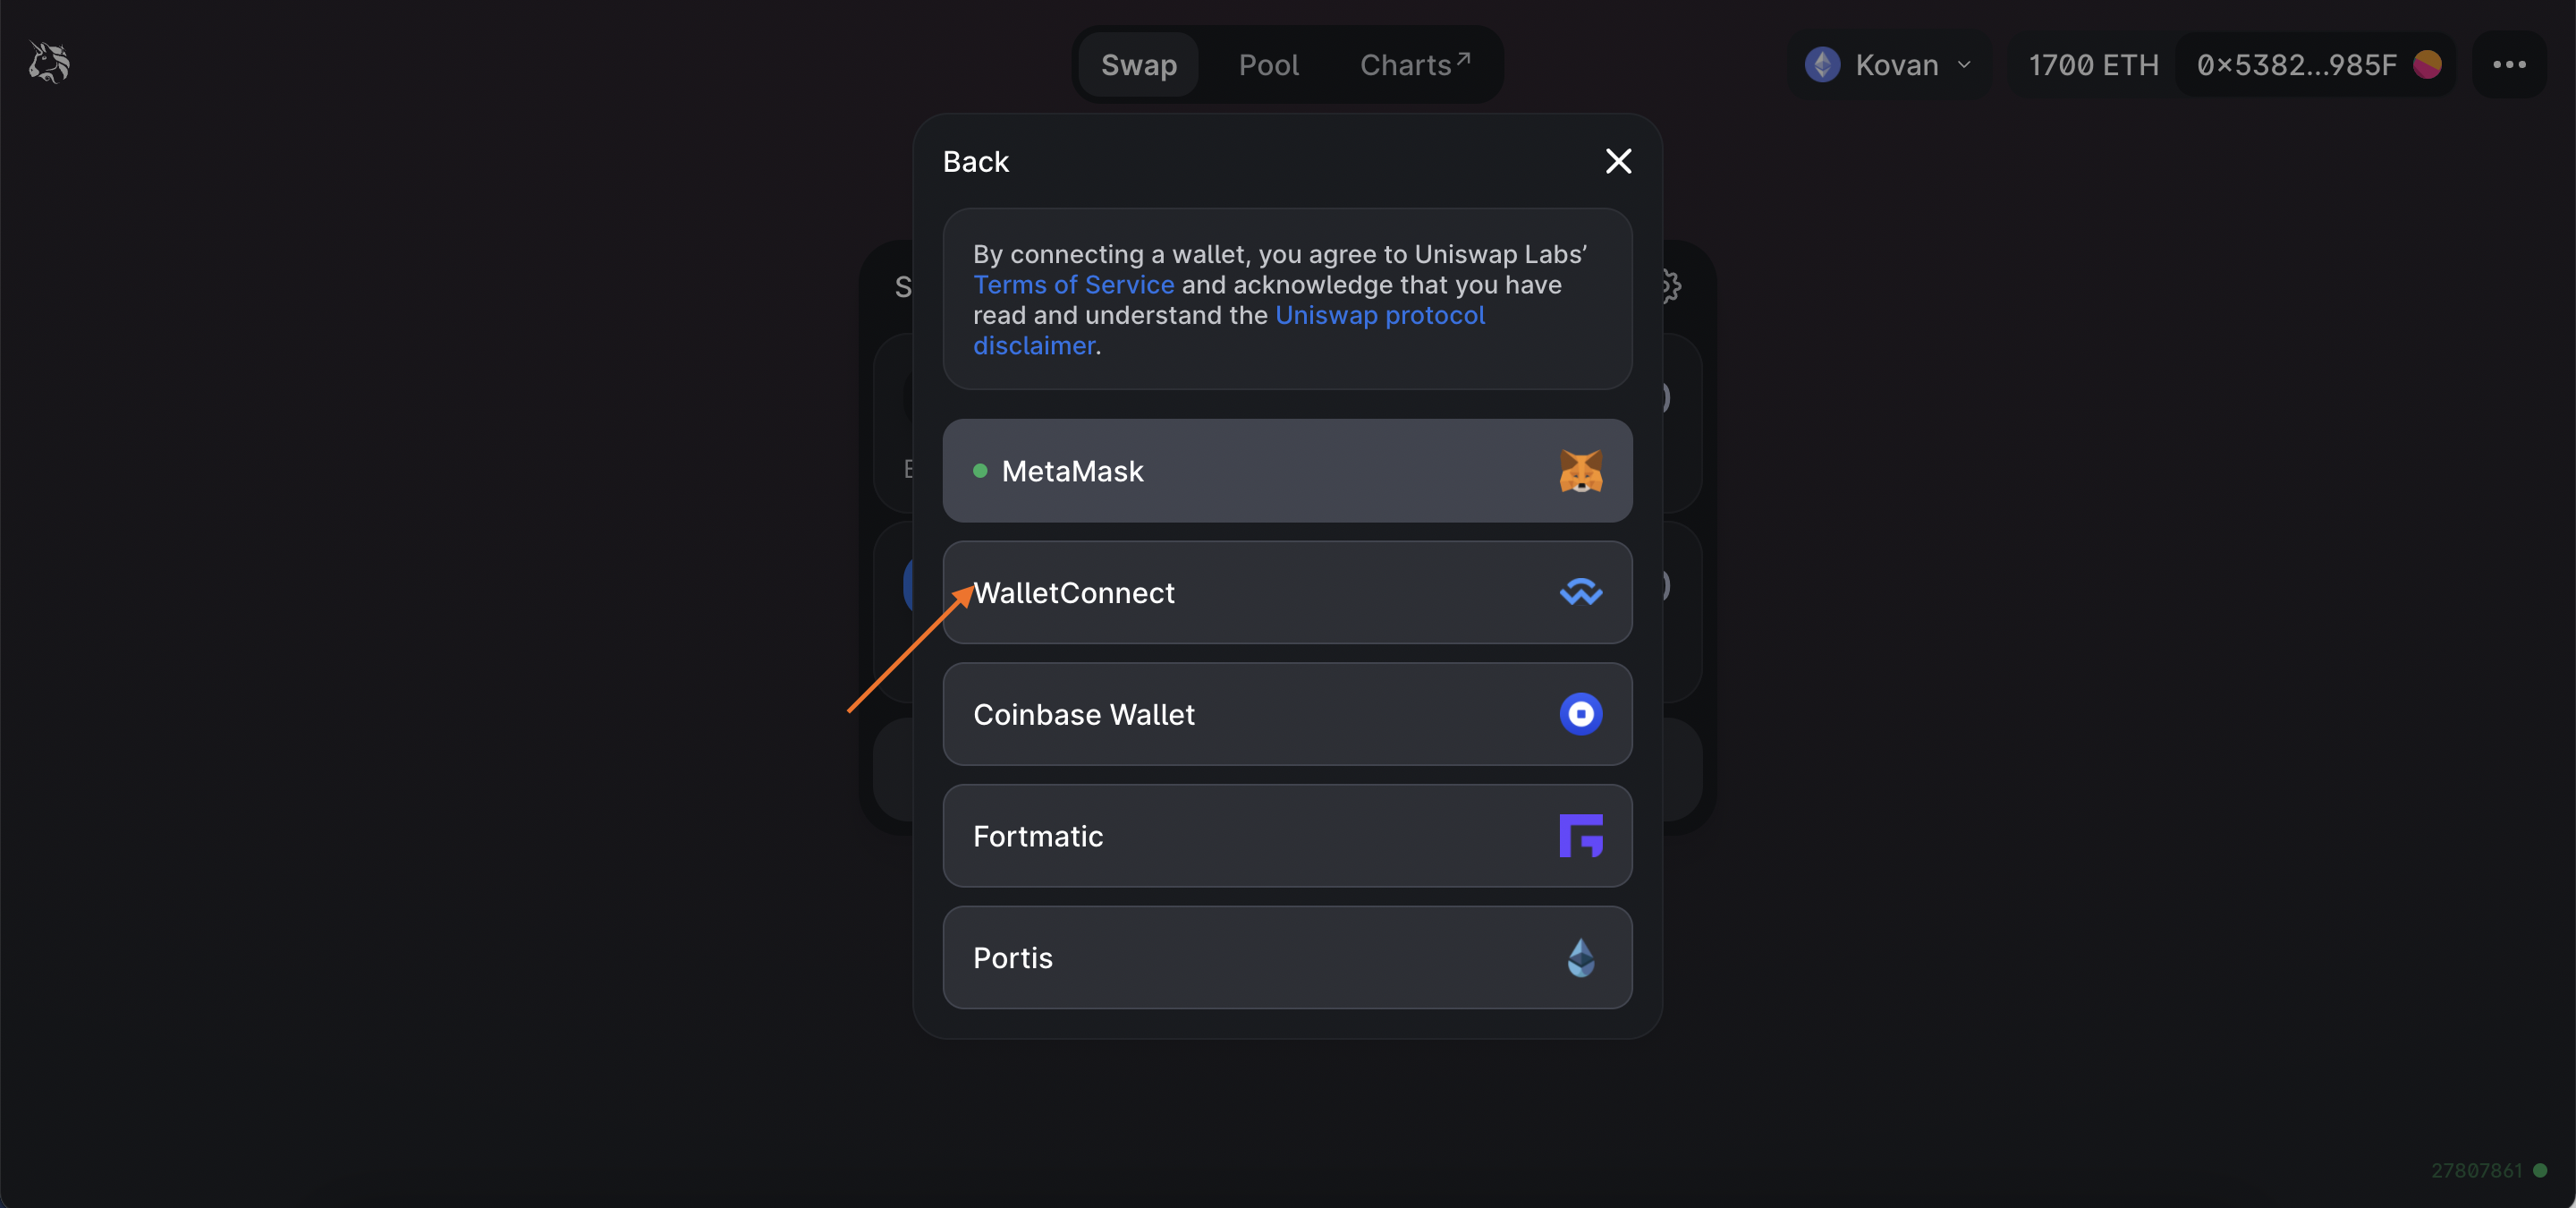 Swap Pool Charts↗ Kovan 1700 ETH 0x5382...985F
Back
By connecting a wallet, you agree to Uniswap Labs’
Terms of Service and acknowledge that you have
read and understand the Uniswap protocol
disclaimer.
MetaMask
WalletConnect
Coinbase Wallet
Fortmatic
Portis
27807861